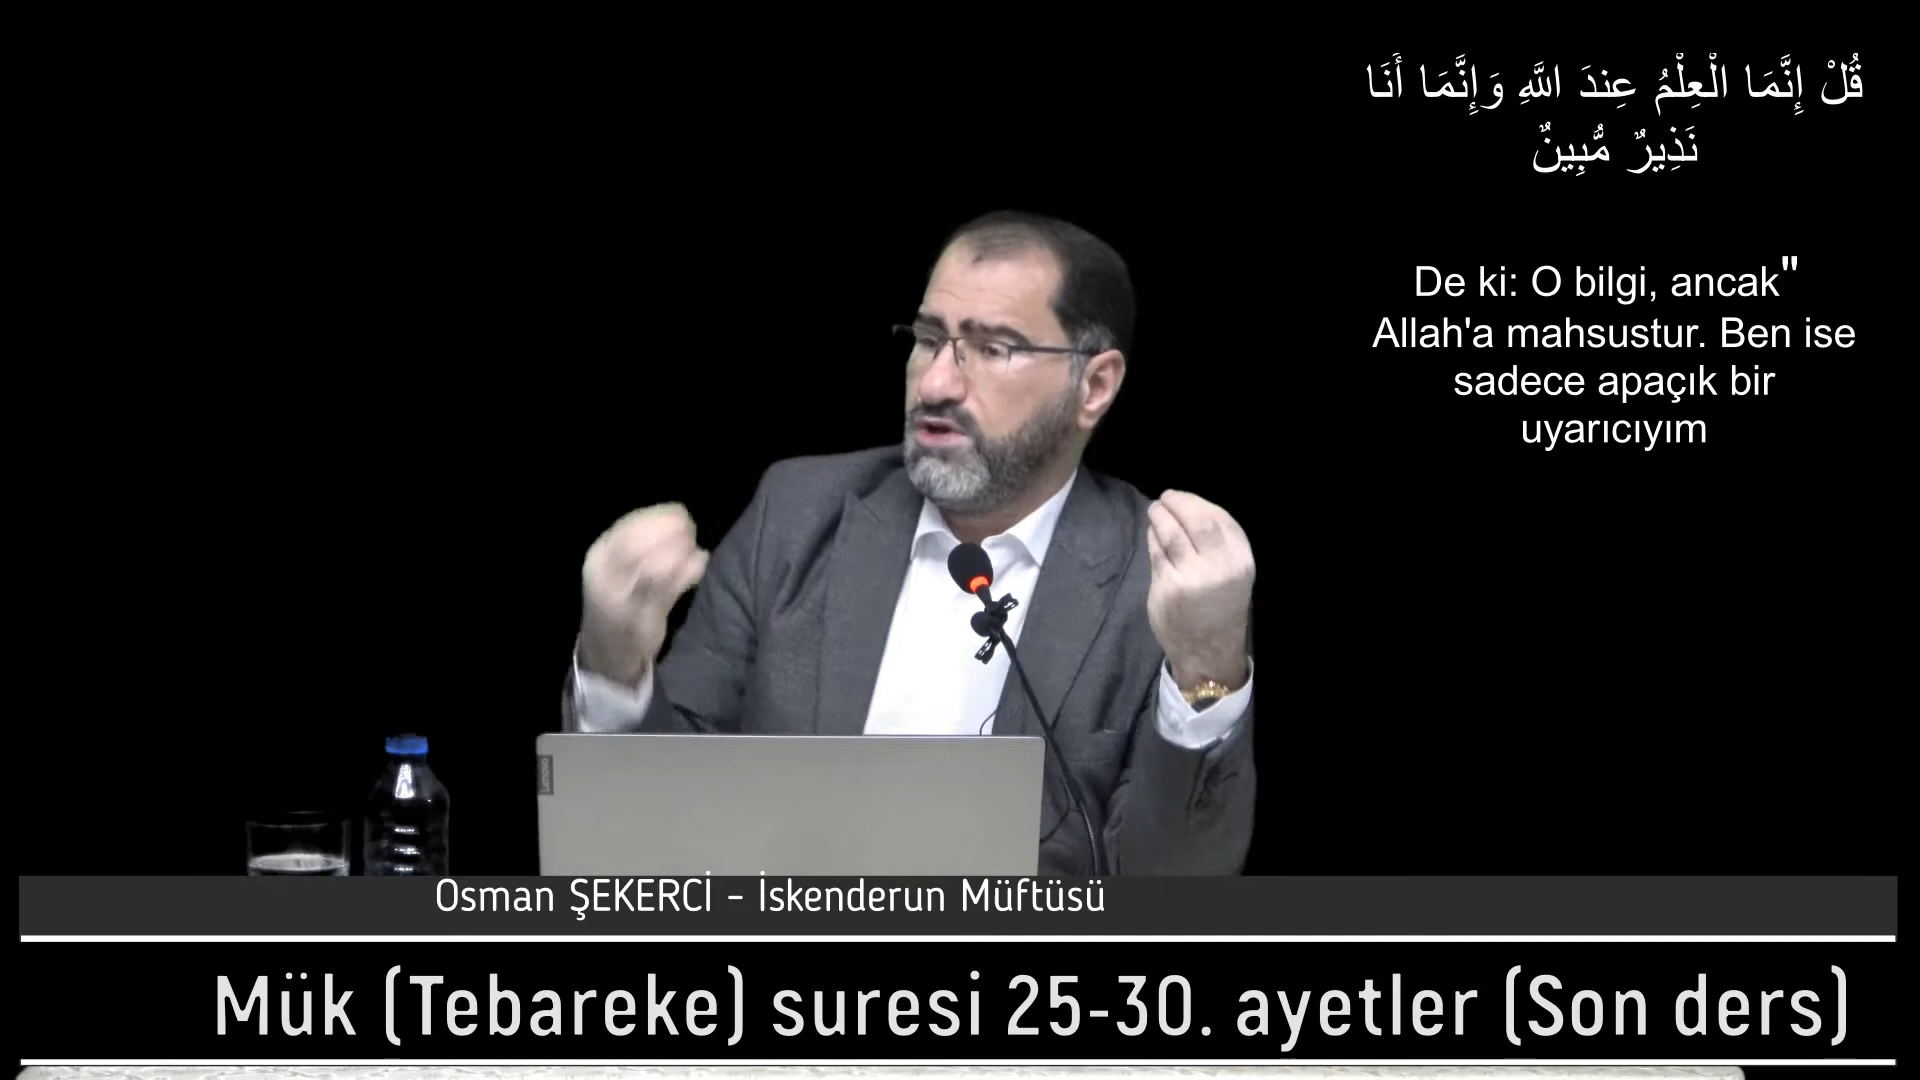 قُلْ إِنَّمَا الْعِلْمُ عِندَ اللَّهِ وَإِنَّمَا أَنَا
نَذِيرٌ مُّبِينٌ
De ki: O bilgi, ancak"
Allah'a mahsustur. Ben ise
sadece apaçık bir
uyarıcıyım
Lenovo
Osman ŞEKERCİ - İskenderun Müftüsü
Mük (Tebareke) suresi 25-30. ayetler (Son ders)